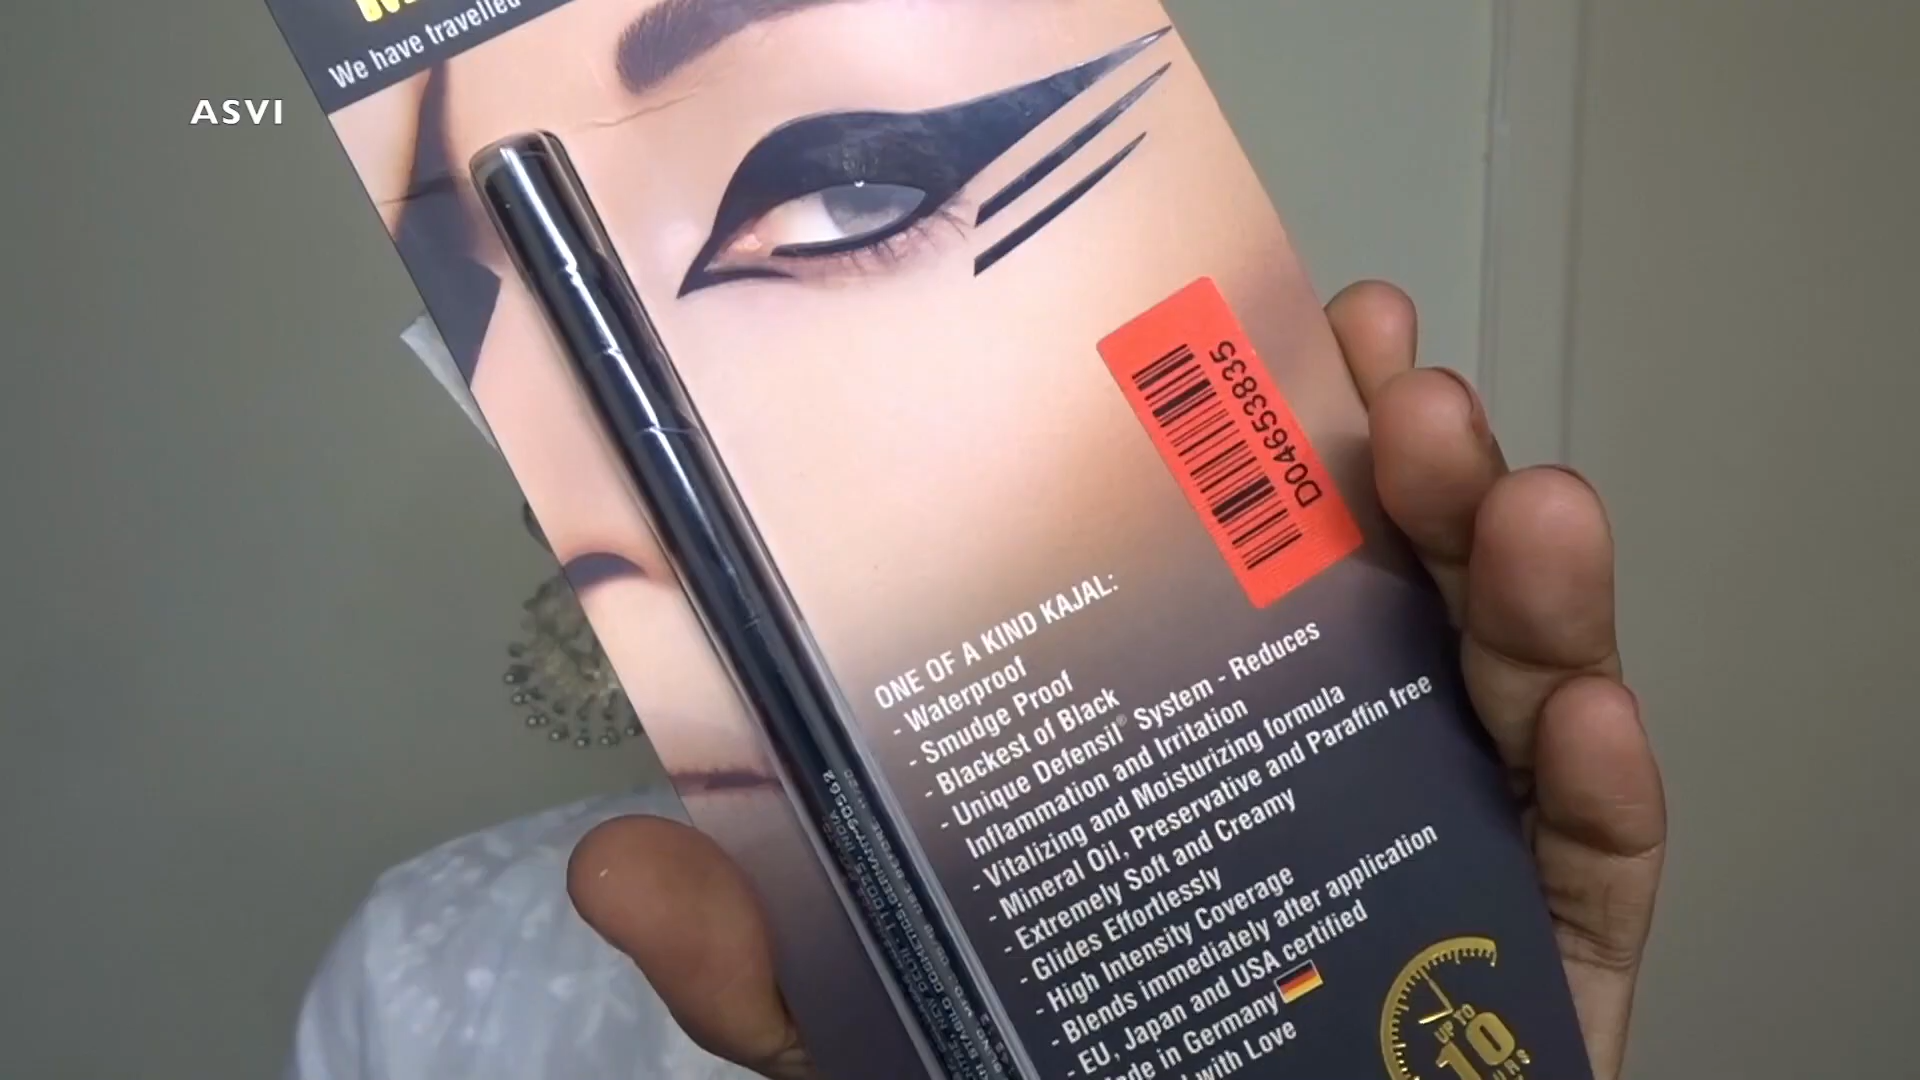 We have travelled
ASVI
D04653835
ONE OF A KIND KAJAL:
- Waterproof
- Smudge Proof
- Blackest of Black
- Unique Defensil® System - Reduces
Inflammation and Irritation
- Vitalizing and Moisturizing formula
- Mineral Oil, Preservative and Paraffin free
- Extremely Soft and Creamy
- Glides Effortlessly
- High Intensity Coverage
- Blends immediately after application
- EU, Japan and USA certified
in Germany
with Love
UP TO
10